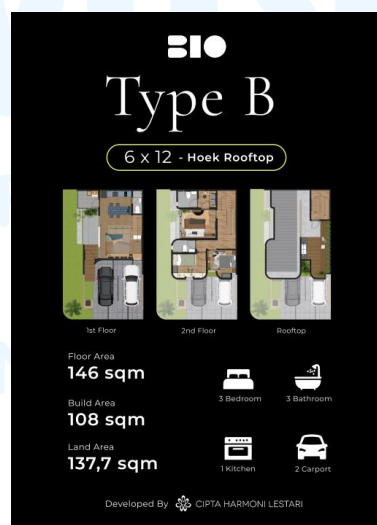 BIO
Type B
6 x 12 - Hoek Rooftop
1st Floor
2nd Floor
Rooftop
Floor Area
146 sqm
Build Area
108 sqm
Land Area
137,7 sqm
3 Bedroom
3 Bathroom
1 Kitchen
2 Carport
Developed By CIPTA HARMONI LESTARI